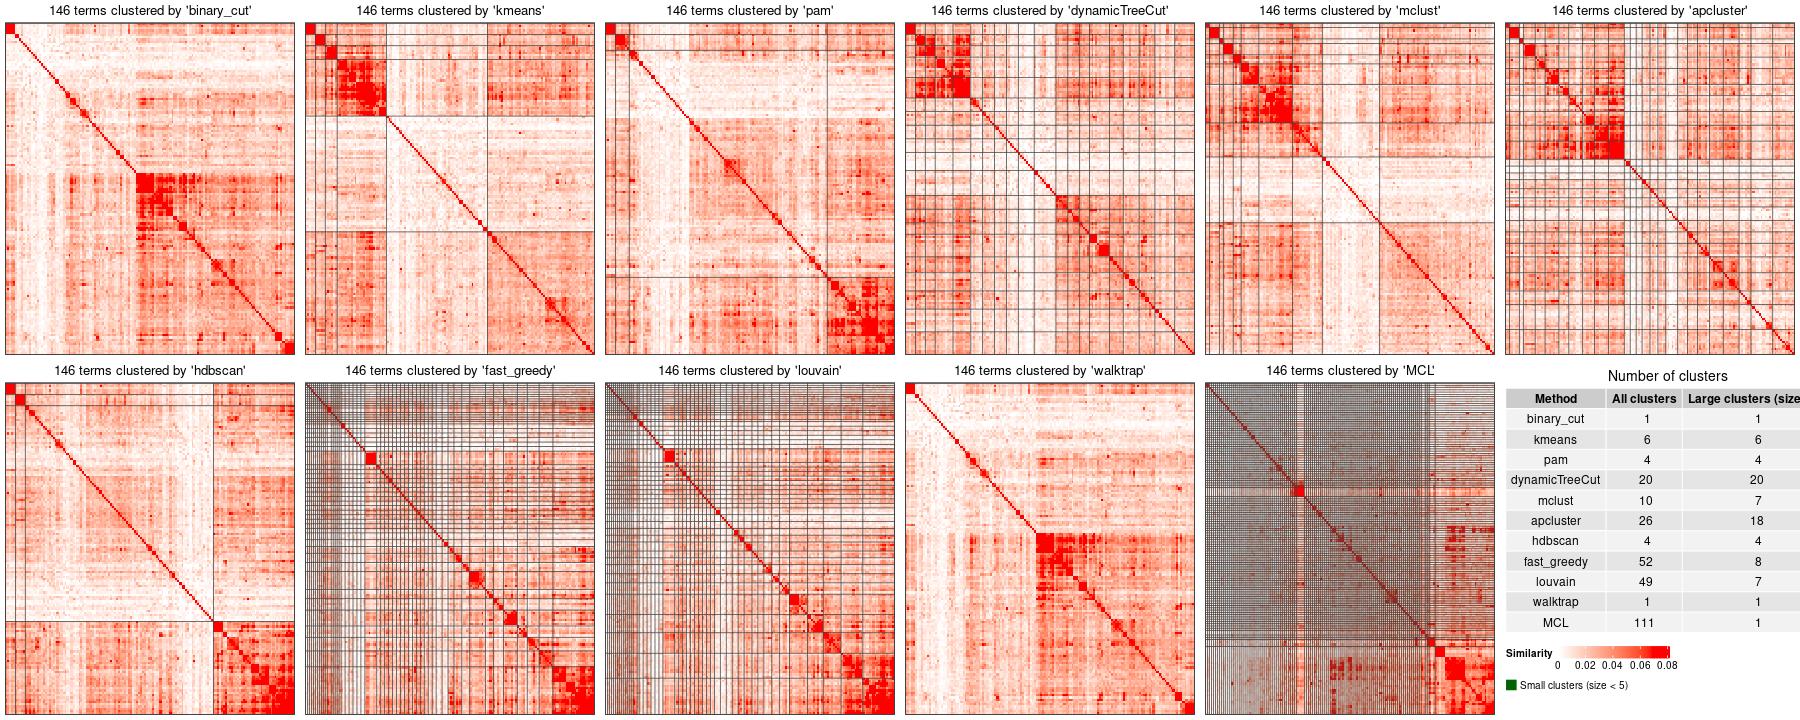 146 terms clustered by 'binary_cut'
146 terms clustered by 'kmeans'
146 terms clustered by 'pam'
146 terms clustered by 'dynamicTreeCut'
146 terms clustered by 'mclust'
146 terms clustered by 'apcluster'
146 terms clustered by 'hdbscan'
146 terms clustered by 'fast_greedy'
146 terms clustered by 'louvain'
146 terms clustered by 'walktrap'
146 terms clustered by 'MCL'
Number of clusters
Method All clusters Large clusters (size
binary_cut 1 1
kmeans 6 6
pam 4 4
dynamicTreeCut 20 20
mclust 10 7
apcluster 26 18
hdbscan 4 4
fast_greedy 52 8
louvain 49 7
walktrap 1 1
MCL 111 1
Similarity
0 0.02 0.04 0.06 0.08
Small clusters (size < 5)